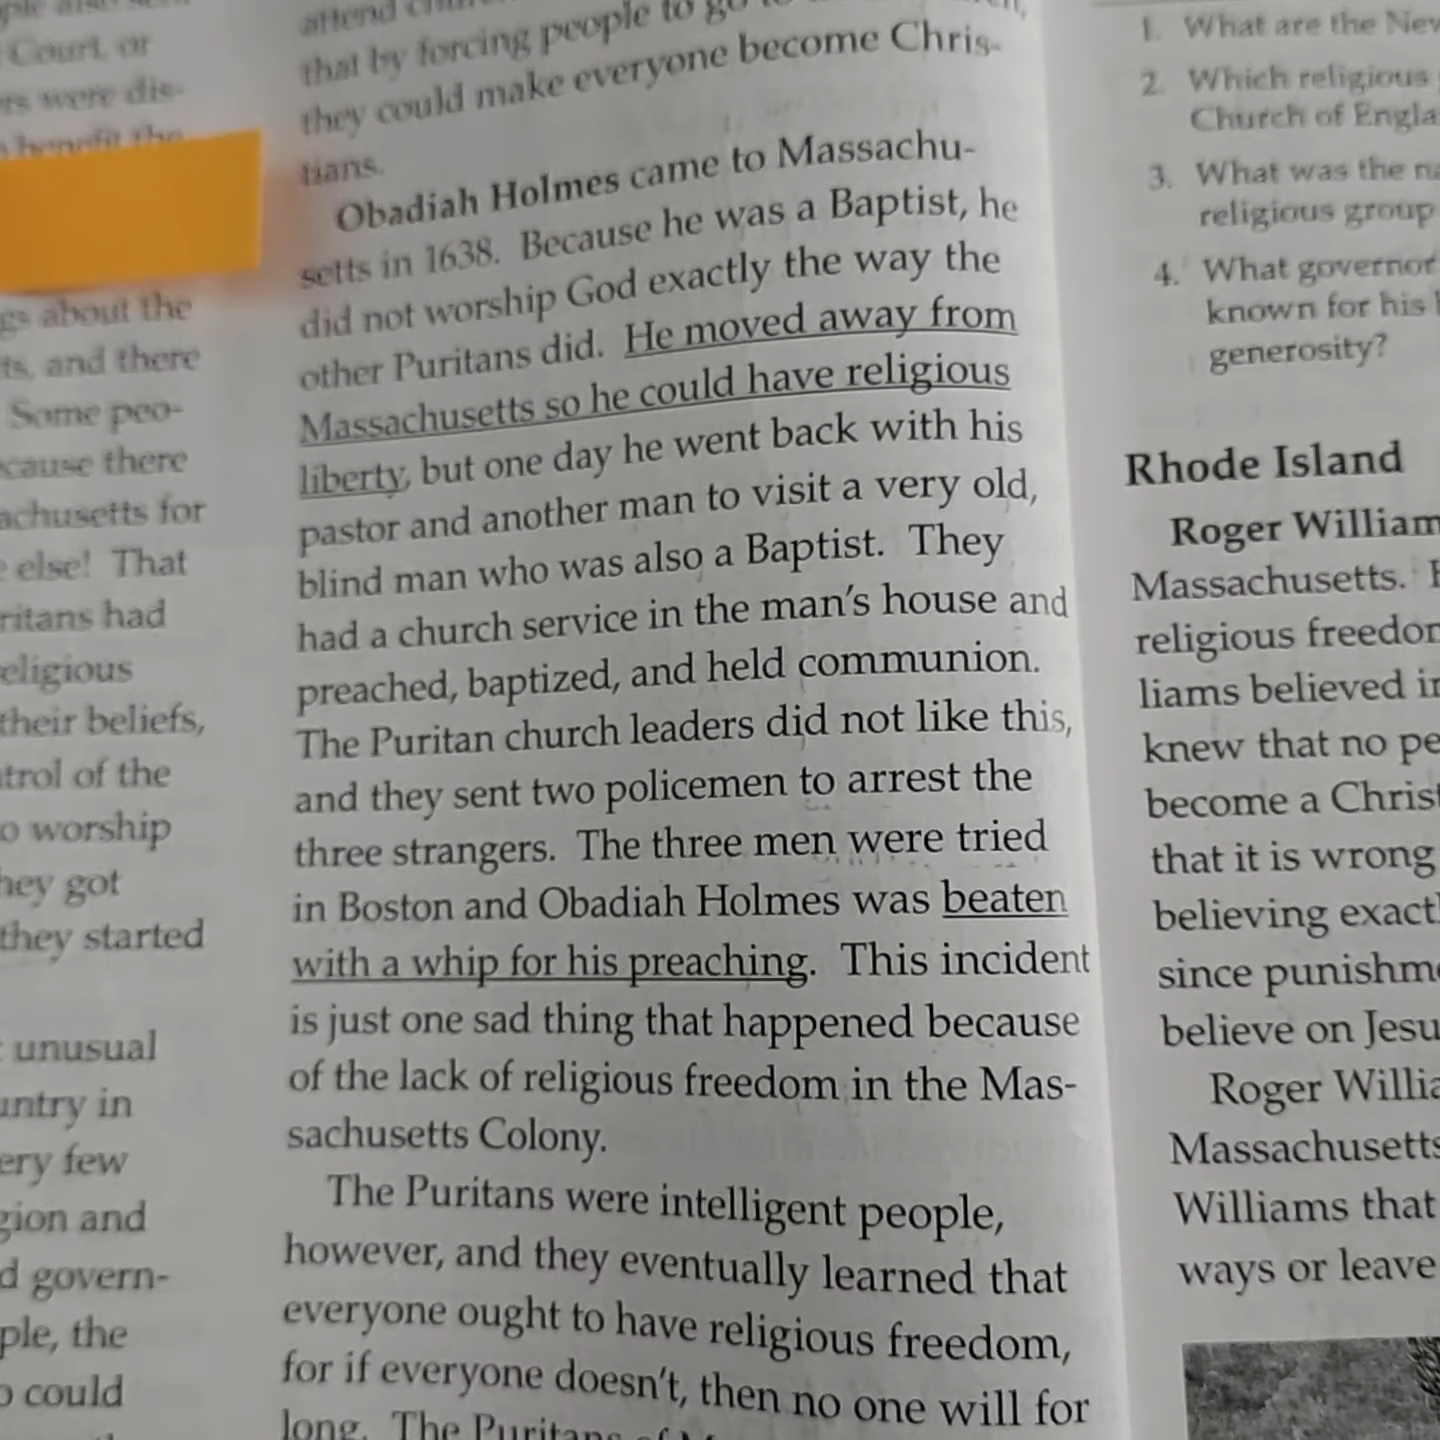 Court, or
were dis-
benefit the
about the
and there
Some peo-
there
for
else! That
had
their beliefs,
of the
worship
got
they started
unusual
in
few
and
govern-
the
could
attend
that by forcing people to go to
they could make everyone become Chris-
tians.
Obadiah Holmes came to Massachu-
setts in 1638. Because he was a Baptist, he
did not worship God exactly the way the
other Puritans did. He moved away from
Massachusetts so he could have religious
liberty, but one day he went back with his
pastor and another man to visit a very old,
blind man who was also a Baptist. They
had a church service in the man's house and
preached, baptized, and held communion.
The Puritan church leaders did not like this,
and they sent two policemen to arrest the
three strangers. The three men were tried
in Boston and Obadiah Holmes was beaten
with a whip for his preaching. This incident
is just one sad thing that happened because
of the lack of religious freedom in the Mas-
sachusetts Colony.
The Puritans were intelligent people,
however, and they eventually learned that
everyone ought to have religious freedom,
for if everyone doesn't, then no one will for
long. The Puritans of
1. What are the New
2. Which religious
Church of Engla
3. What was the na
religious group
4. What governor
known for his
generosity?
Rhode Island
Roger William
Massachusetts.
religious freedom
liams believed in
knew that no pe
become a Christ
that it is wrong
believing exactl
since punishme
believe on Jesu
Roger Willia
Massachusetts
Williams that
ways or leave